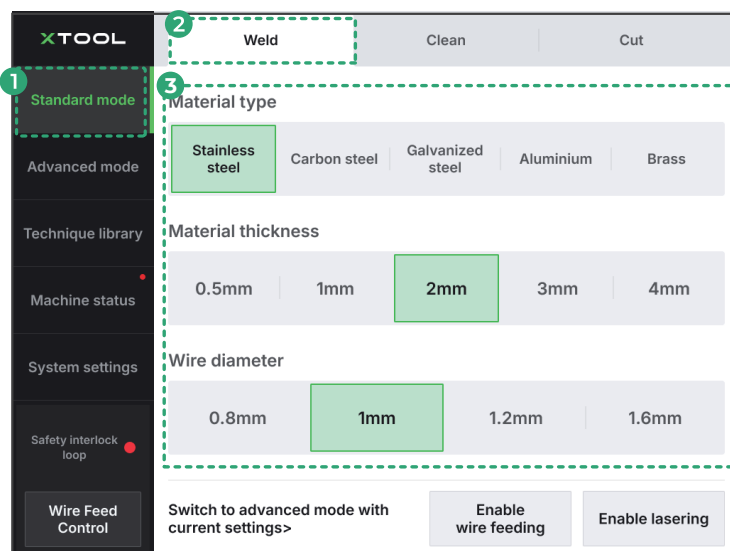 XTOOL
2
Weld
Clean
Cut
1
Standard mode
Advanced mode
Technique library
Machine status
System settings
Safety interlock
loop
Wire Feed
Control
3
Material type
Stainless
steel
Carbon steel
Galvanized
steel
Aluminium
Brass
Material thickness
0.5mm
1mm
2mm
3mm
4mm
Wire diameter
0.8mm
1mm
1.2mm
1.6mm
Switch to advanced mode with
current settings>
Enable
wire feeding
Enable lasering